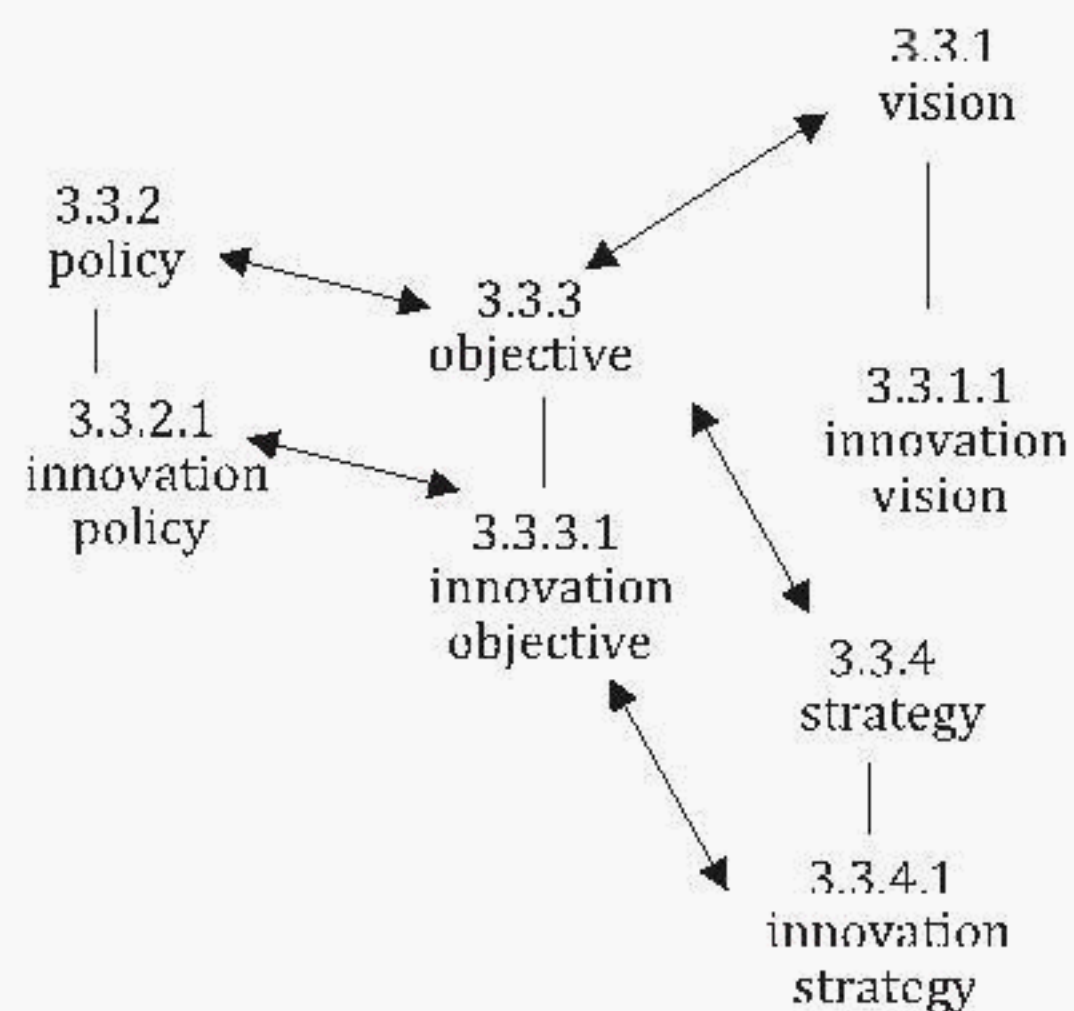 3.3.1
vision
3.3.2
policy
3.3.3
objective
3.3.1.1
innovation
vision
3.3.2.1
innovation
policy
3.3.3.1
innovation
objective
3.3.4
strategy
3.3.4.1
innovation
strategy